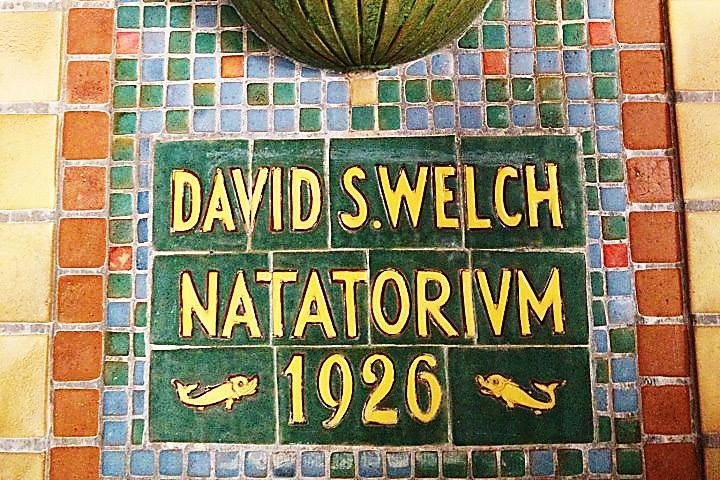 DAVID S. WELCH
NATATORIVM
1926